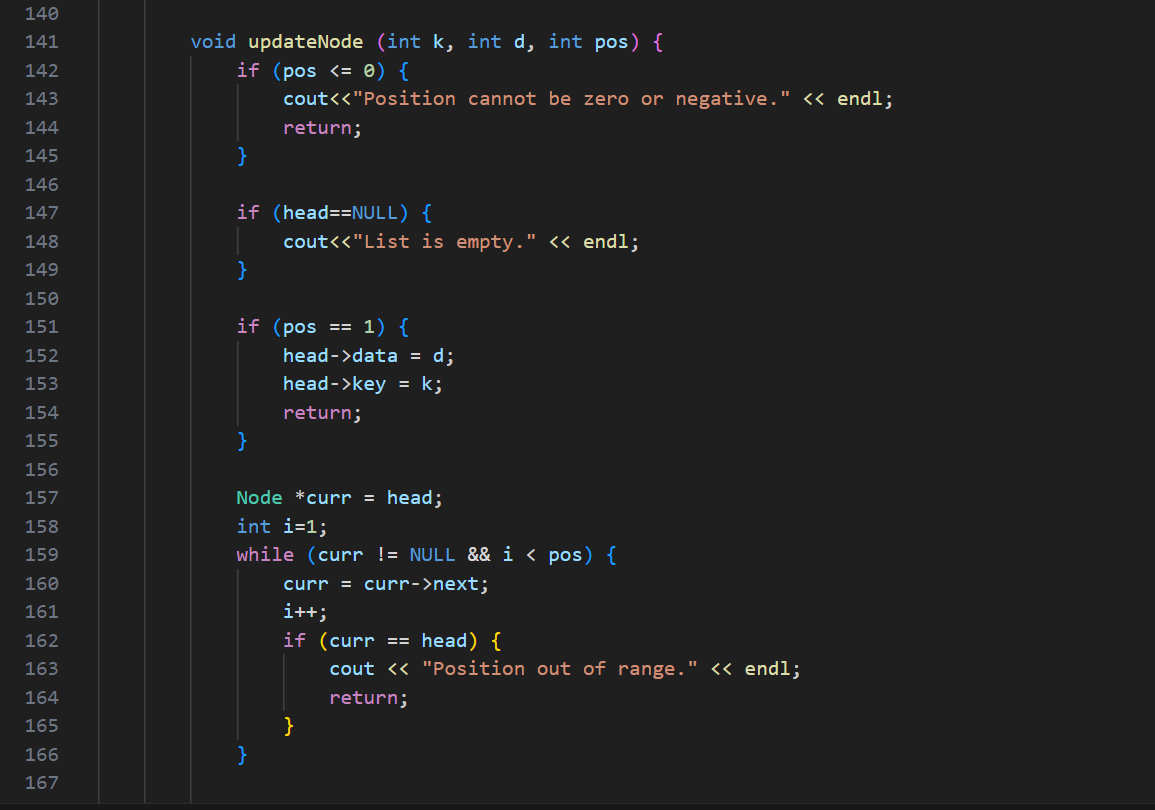 140
141 void updateNode (int k, int d, int pos) {
142 if (pos <= 0) {
143 cout<<"Position cannot be zero or negative." << endl;
144 return;
145 }
146
147 if (head==NULL) {
148 cout<<"List is empty." << endl;
149 }
150
151 if (pos == 1) {
152 head->data = d;
153 head->key = k;
154 return;
155 }
156
157 Node *curr = head;
158 int i=1;
159 while (curr != NULL && i < pos) {
160 curr = curr->next;
161 i++;
162 if (curr == head) {
163 cout << "Position out of range." << endl;
164 return;
165 }
166 }
167